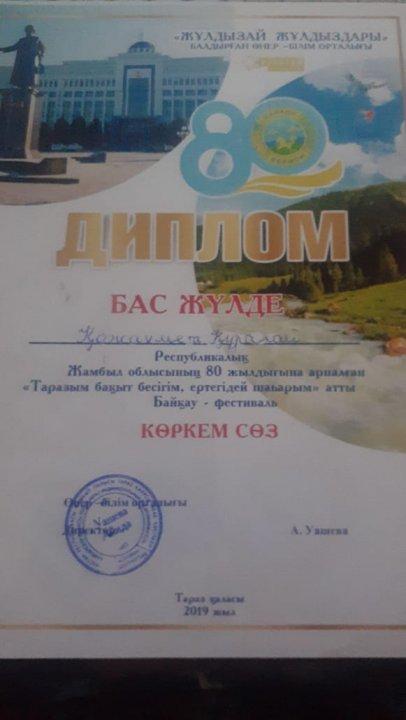 «ЖҰЛДЫЗАЙ ЖҰЛДЫЗДАРЫ»
БАЛДЫРҒАН ӨНЕР -БІЛІМ ОРТАЛЫҒЫ
80
ДИПЛОМ
БАС ЖҮЛДЕ
Республикалық
Жамбыл облысының 80 жылдығына арналған
«Таразым бақыт бесігім, ертегідей шаһарым» атты
Байқау - фестиваль
КӨРКЕМ СӨЗ
Өнер -білім орталығы
Директоры
А. Уашева
Тараз қаласы
2019 жыл